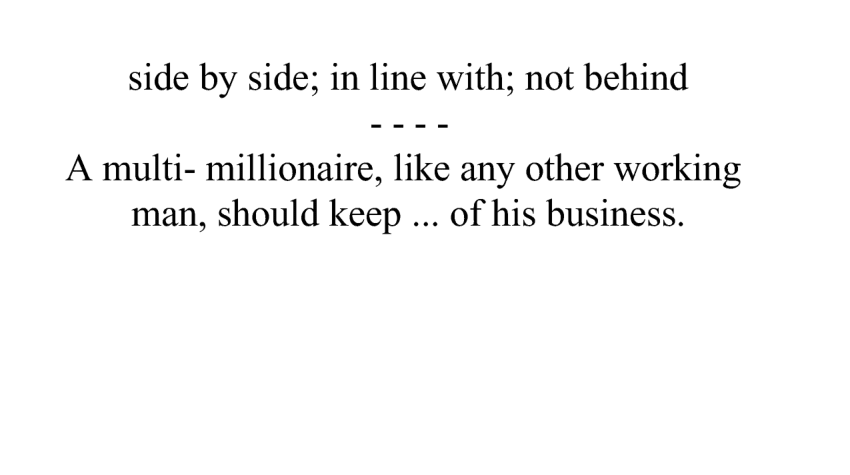 side by side; in line with; not behind
- - - -
A multi- millionaire, like any other working
man, should keep ... of his business.